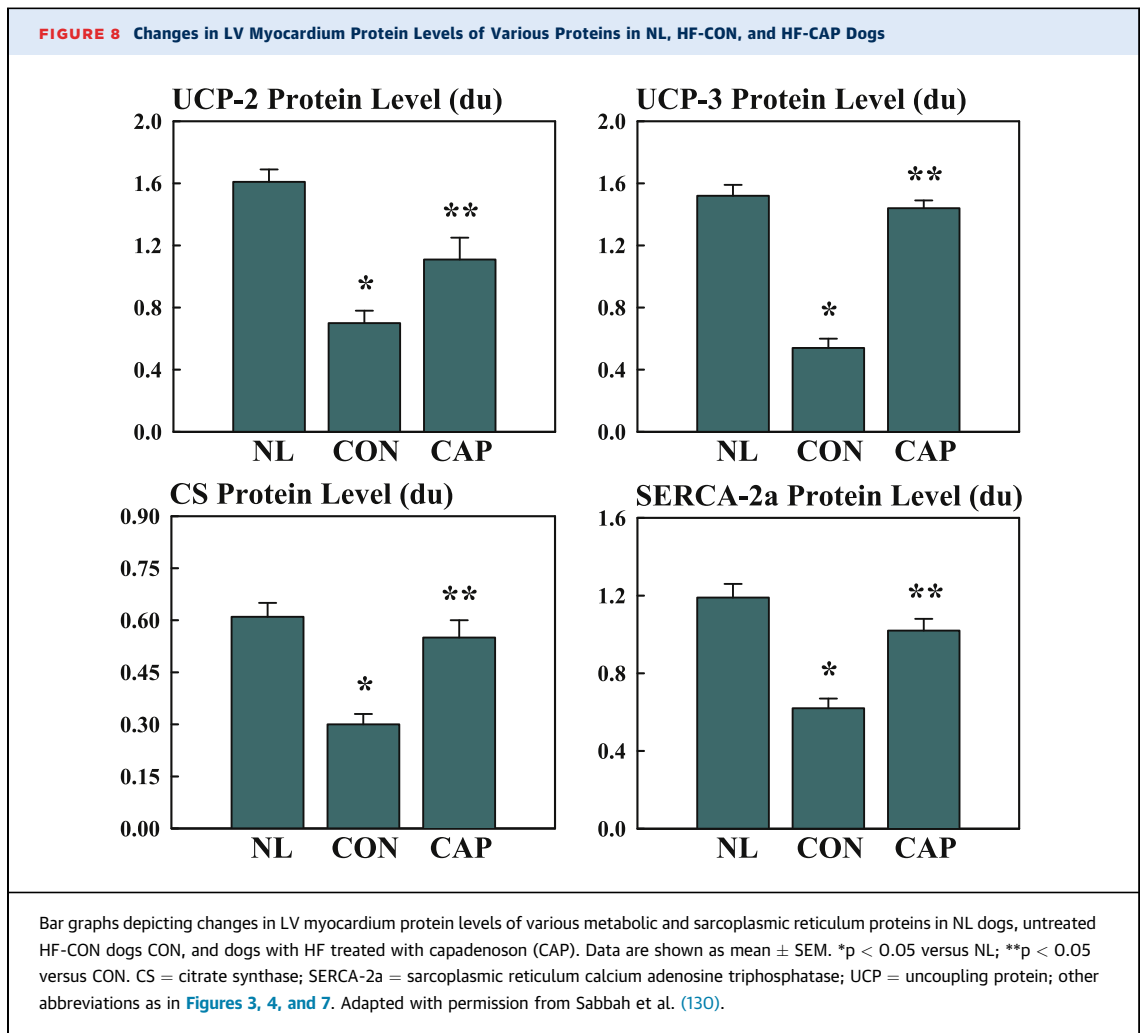 FIGURE 8 Changes in LV Myocardium Protein Levels of Various Proteins in NL, HF-CON, and HF-CAP Dogs
UCP-2 Protein Level (du)
2.0
1.6
1.2
0.8
0.4
0.0
*
**
NL CON CAP
UCP-3 Protein Level (du)
2.0
1.6
1.2
0.8
0.4
0.0
*
**
NL CON CAP
CS Protein Level (du)
0.90
0.75
0.60
0.45
0.30
0.15
0.00
*
**
NL CON CAP
SERCA-2a Protein Level (du)
1.6
1.2
0.8
0.4
0.0
*
**
NL CON CAP
Bar graphs depicting changes in LV myocardium protein levels of various metabolic and sarcoplasmic reticulum proteins in NL dogs, untreated
HF-CON dogs CON, and dogs with HF treated with capadenoson (CAP). Data are shown as mean ± SEM. *p < 0.05 versus NL; **p < 0.05
versus CON. CS = citrate synthase; SERCA-2a = sarcoplasmic reticulum calcium adenosine triphosphatase; UCP = uncoupling protein; other
abbreviations as in Figures 3, 4, and 7. Adapted with permission from Sabbah et al. (130).